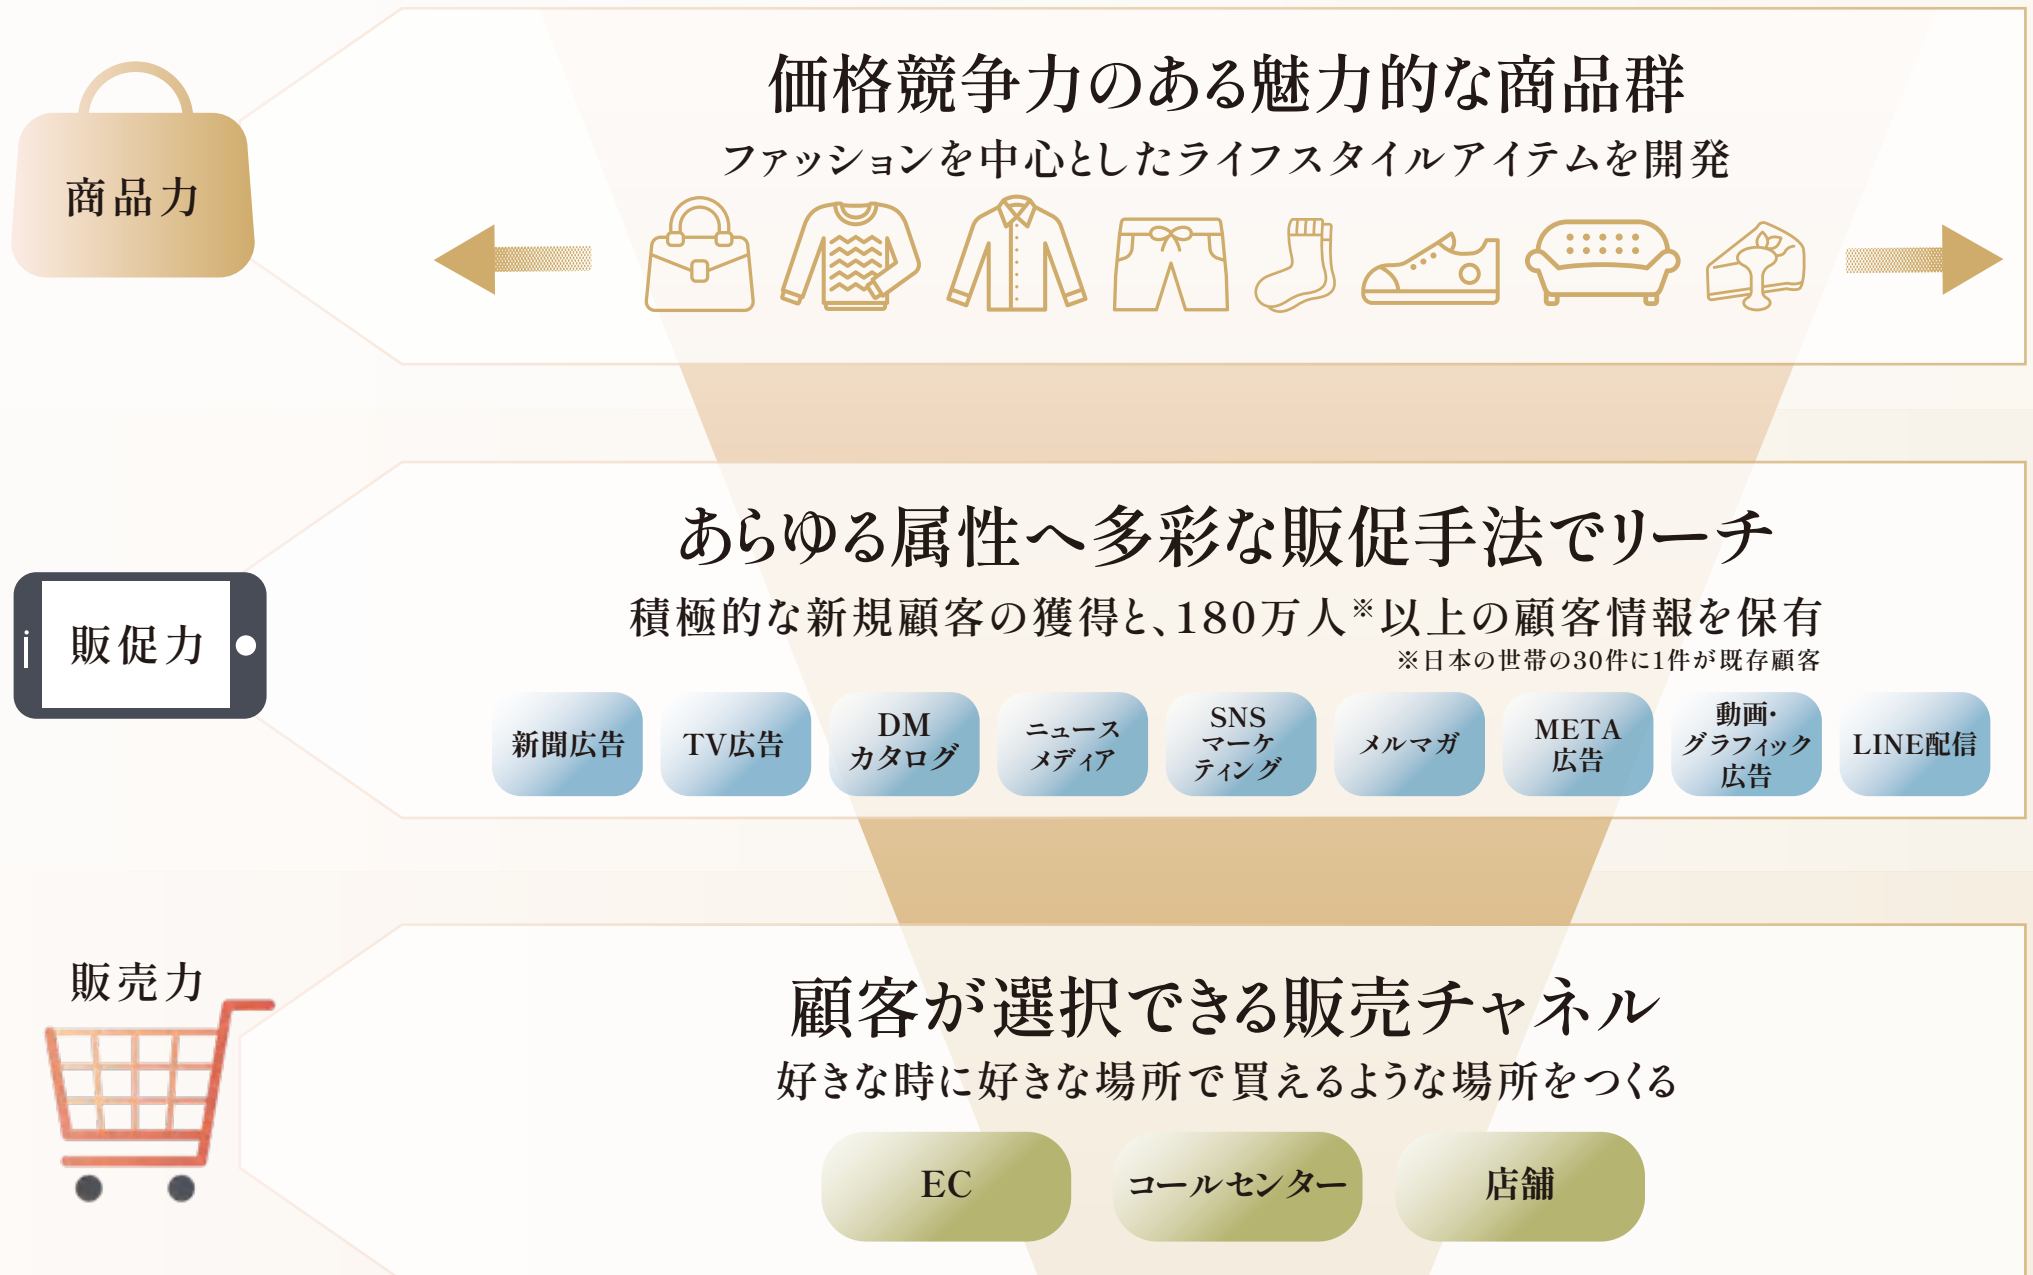 商品力
価格競争力のある魅力的な商品群
ファッションを中心としたライフスタイルアイテムを開発
販促力
あらゆる属性へ多彩な販促手法でリーチ
積極的な新規顧客の獲得と、180万人※以上の顧客情報を保有
※日本の世帯の30件に1件が既存顧客
新聞広告
TV広告
DM
カタログ
ニュース
メディア
SNS
マーケ
ティング
メルマガ
META
広告
動画・
グラフィック
広告
LINE配信
販売力
顧客が選択できる販売チャネル
好きな時に好きな場所で買えるような場所をつくる
EC
コールセンター
店舗